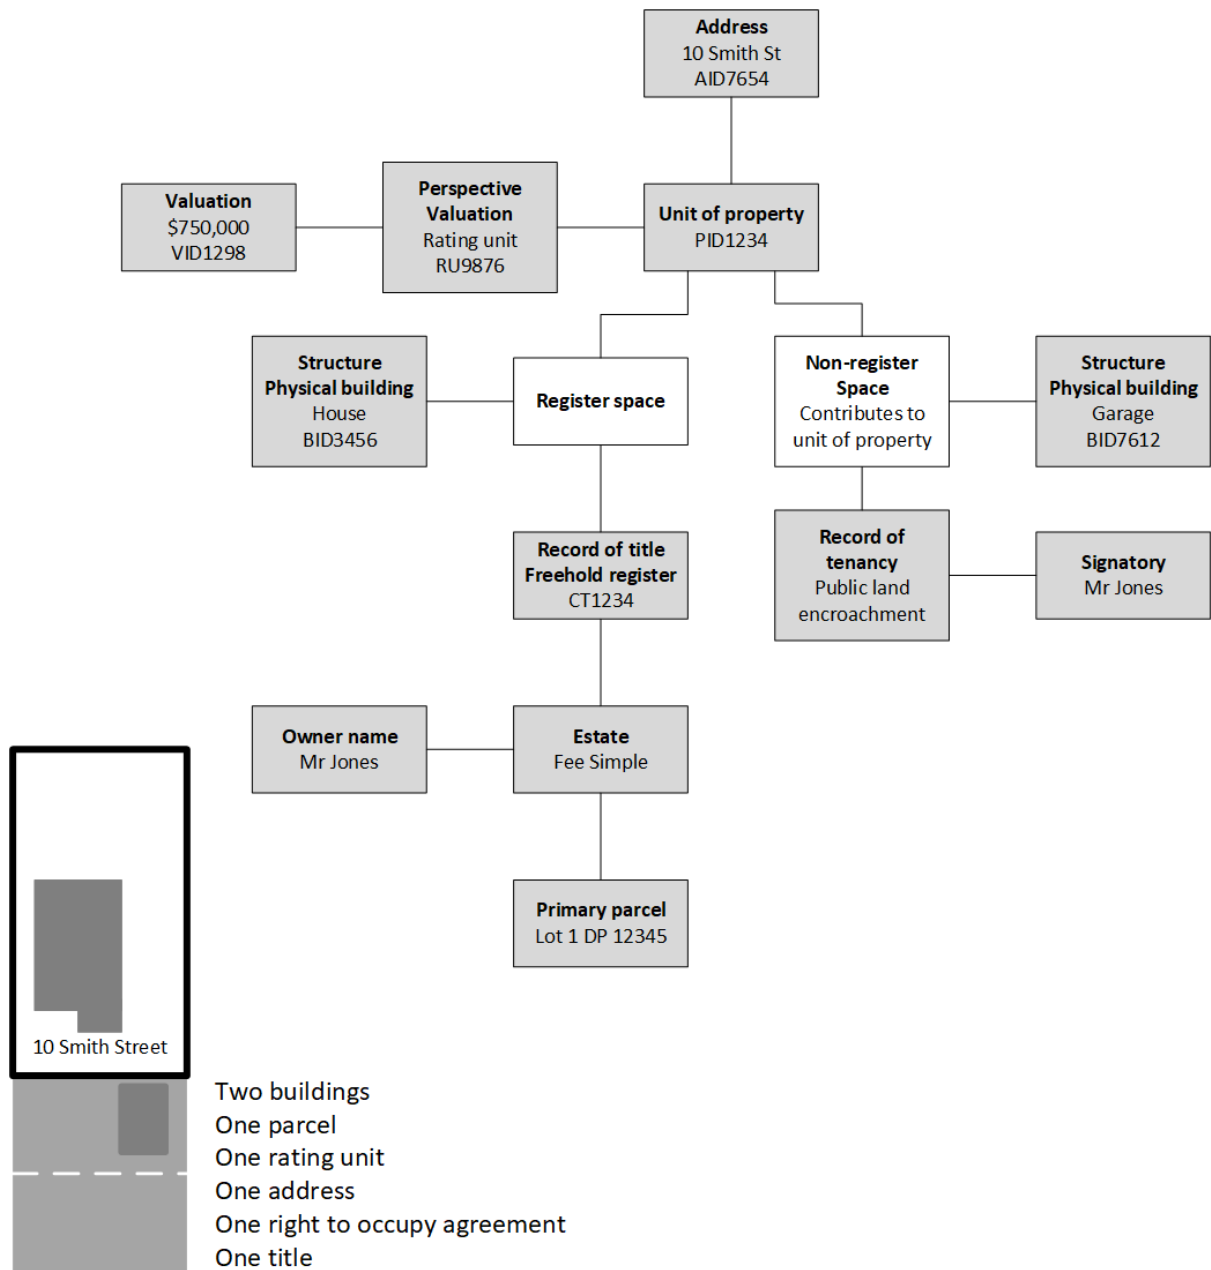 Address
10 Smith St
AID7654
Valuation
$750,000
VID1298
Perspective
Valuation
Rating unit
RU9876
Unit of property
PID1234
Structure
Physical building
House
BID3456
Register space
Non-register
Space
Contributes to
unit of property
Structure
Physical building
Garage
BID7612
Record of title
Freehold register
CT1234
Record of
tenancy
Public land
encroachment
Signatory
Mr Jones
Owner name
Mr Jones
Estate
Fee Simple
Primary parcel
Lot 1 DP 12345
10 Smith Street
Two buildings
One parcel
One rating unit
One address
One right to occupy agreement
One title